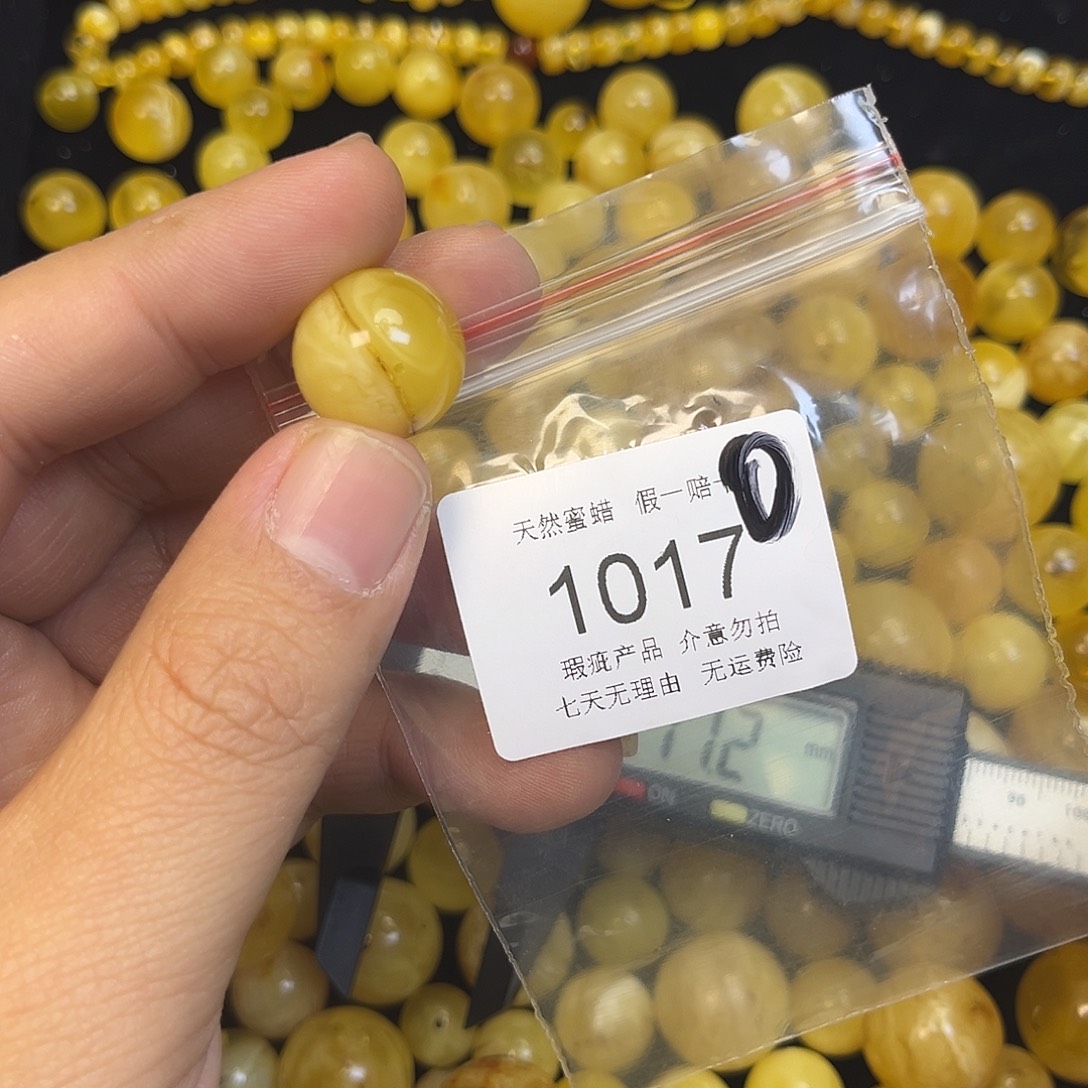 天然蜜蜡 假一赔
0
1017
瑕疵产品 介意勿拍
七天无理由 无运费险
mm
ON
ZERO
90